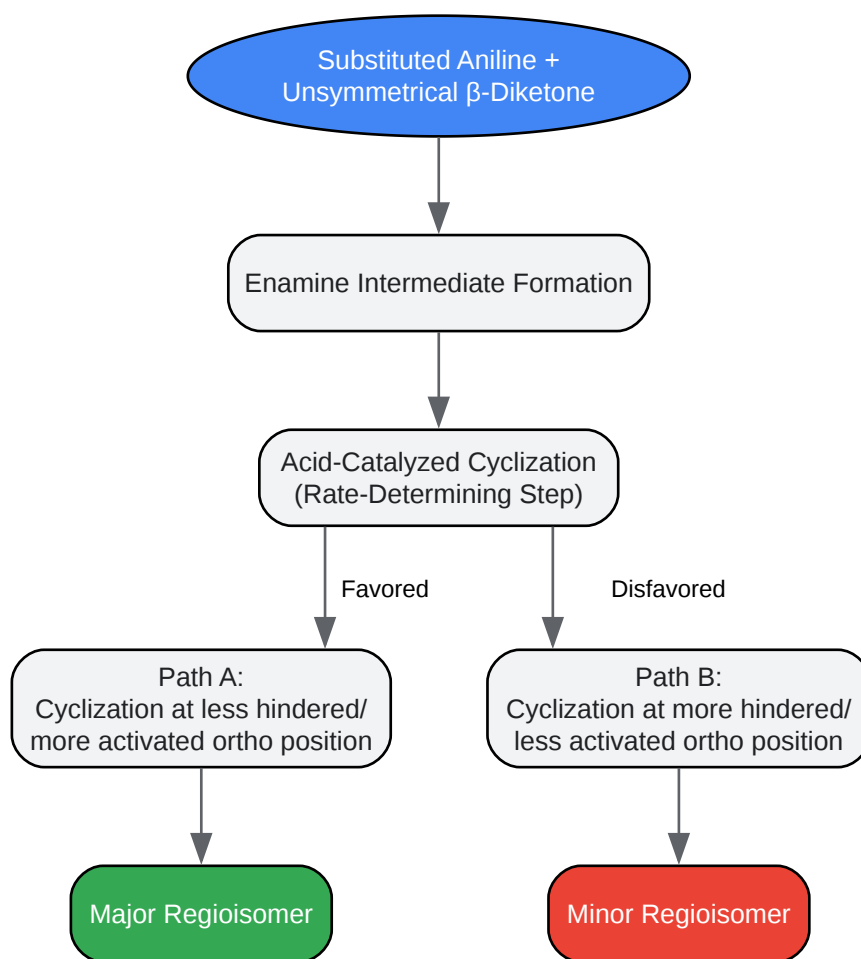 Substituted Aniline +
Unsymmetrical β-Diketone
Enamine Intermediate Formation
Acid-Catalyzed Cyclization
(Rate-Determining Step)
Favored
Disfavored
Path A:
Cyclization at less hindered/
more activated ortho position
Path B:
Cyclization at more hindered/
less activated ortho position
Major Regioisomer
Minor Regioisomer